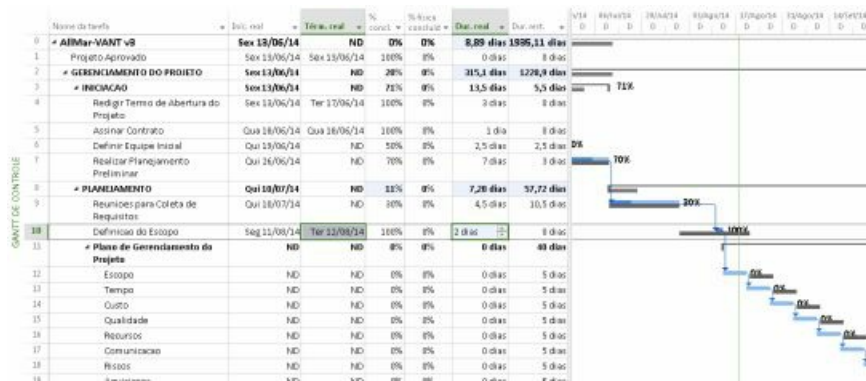 Nome da tarefa Iníc. real Térm. real % concl. % física concluíd Dur. real Dur. rest.
0 AllMar-VANT v3 Sex 13/06/14 ND 0% 0% 8,89 dias 1935,11 dias
1 Projeto Aprovado Sex 13/06/14 Sex 13/06/14 100% 0% 0 dias 0 dias
2 GERENCIAMENTO DO PROJETO Sex 13/06/14 ND 20% 0% 315,1 dias 1228,9 dias
3 INICIACAO Sex 13/06/14 ND 71% 0% 13,5 dias 5,5 dias 71%
4 Redigir Termo de Abertura do Sex 13/06/14 Ter 17/06/14 100% 0% 3 dias 0 dias
Projeto
5 Assinar Contrato Qua 18/06/14 Qua 18/06/14 100% 0% 1 dia 0 dias
6 Definir Equipe Inicial Qui 19/06/14 ND 50% 0% 2,5 dias 2,5 dias 0%
7 Realizar Planejamento Qui 26/06/14 ND 70% 0% 7 dias 3 dias 70%
Preliminar
8 PLANEJAMENTO Qui 10/07/14 ND 11% 0% 7,28 dias 57,72 dias
9 Reunioes para Coleta de Qui 10/07/14 ND 30% 0% 4,5 dias 10,5 dias 30%
Requisitos
10 Definicao do Escopo Seg 11/08/14 Ter 12/08/14 100% 0% 2 dias 0 dias 100%
11 Plano de Gerenciamento do ND ND 0% 0% 0 dias 40 dias
Projeto
12 Escopo ND ND 0% 0% 0 dias 5 dias 0%
13 Tempo ND ND 0% 0% 0 dias 5 dias 0%
14 Custo ND ND 0% 0% 0 dias 5 dias 0%
15 Qualidade ND ND 0% 0% 0 dias 5 dias 0%
16 Recursos ND ND 0% 0% 0 dias 5 dias 0%
17 Comunicacao ND ND 0% 0% 0 dias 5 dias 0%
18 Riscos ND ND 0% 0% 0 dias 5 dias
GANTT DE CONTROLE